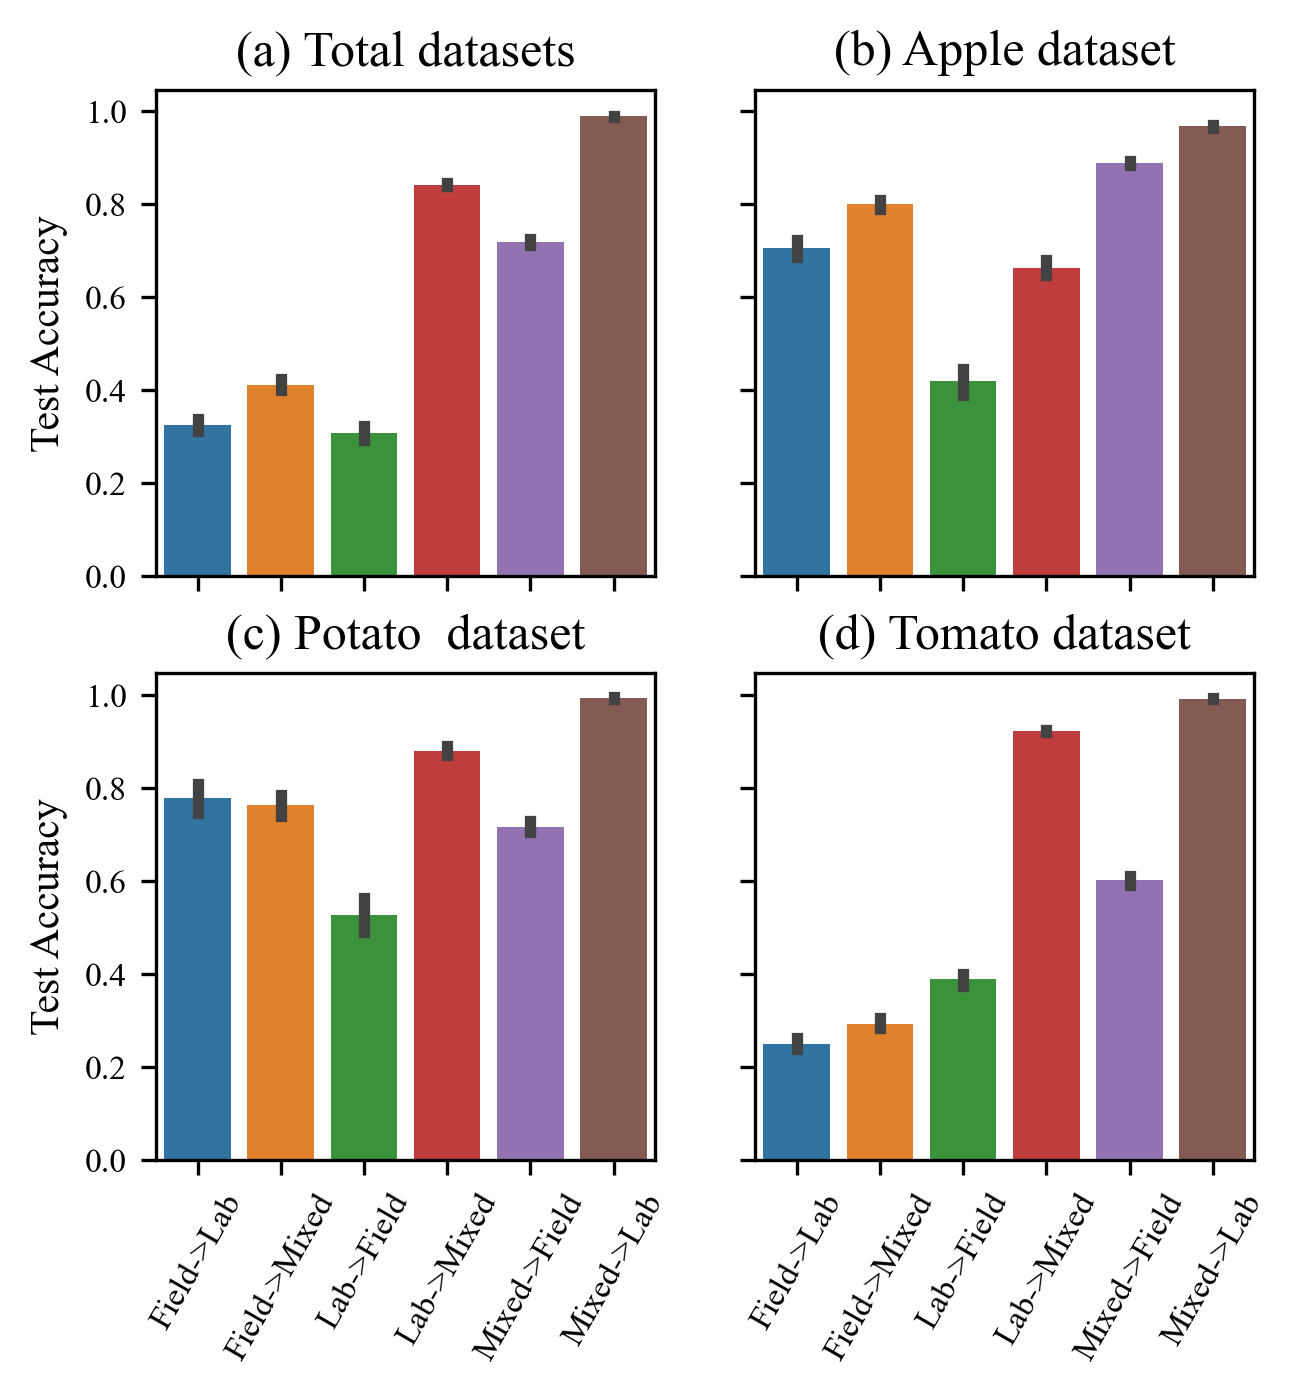 (a) Total datasets
(b) Apple dataset
Test Accuracy
1.0
0.8
0.6
0.4
0.2
0.0
(c) Potato  dataset
(d) Tomato dataset
Test Accuracy
1.0
0.8
0.6
0.4
0.2
0.0
Field->Lab
Field->Mixed
Lab->Field
Lab->Mixed
Mixed->Field
Mixed->Lab
Field->Lab
Field->Mixed
Lab->Field
Lab->Mixed
Mixed->Field
Mixed->Lab